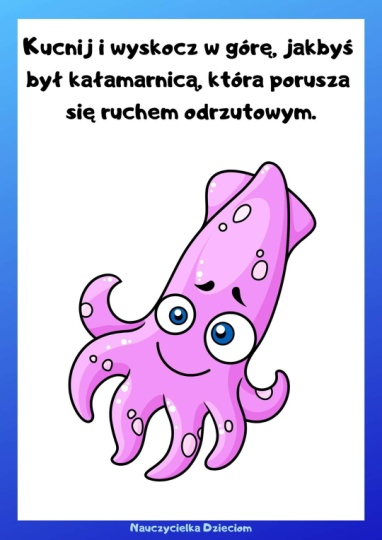 Kucnij i wyskocz w górę, jakbyś
był kałamarnicą, która porusza
się ruchem odrzutowym.
Nauczycielka Dzieciom